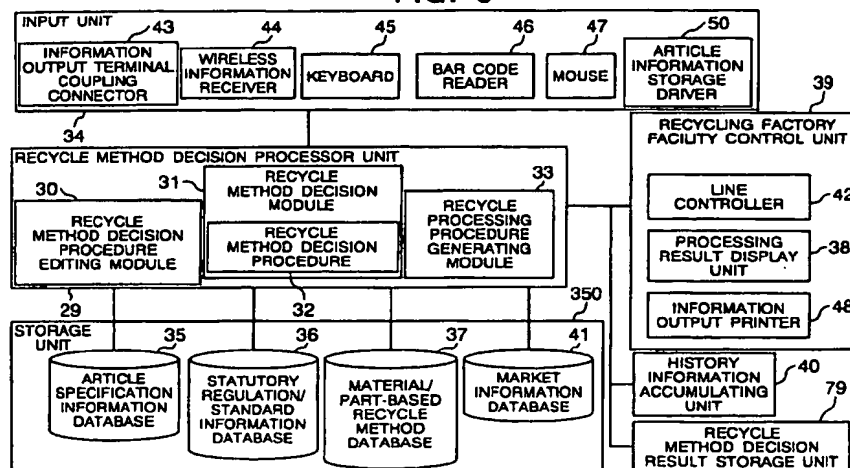 INPUT UNIT
43
44
45
46
47
50
INFORMATION
OUTPUT TERMINAL
COUPLING
CONNECTOR
WIRELESS
INFORMATION
RECEIVER
KEYBOARD
BAR CODE
READER
MOUSE
ARTICLE
INFORMATION
STORAGE
DRIVER
34
39
RECYCLING FACTORY
FACILITY CONTROL UNIT
LINE
CONTROLLER
42
PROCESSING
RESULT DISPLAY
UNIT
38
INFORMATION
OUTPUT PRINTER
48
RECYCLE METHOD DECISION PROCESSOR UNIT
30
31
33
RECYCLE
METHOD DECISION
PROCEDURE
EDITING MODULE
RECYCLE
METHOD DECISION
MODULE
RECYCLE
METHOD DECISION
PROCEDURE
RECYCLE
PROCESSING
PROCEDURE
GENERATING
MODULE
29
32
350
STORAGE
UNIT
35
36
37
41
ARTICLE
SPECIFICATION
INFORMATION
DATABASE
STATUTORY
REGULATION/
STANDARD
INFORMATION
DATABASE
MATERIAL/
PART-BASED
RECYCLE
METHOD
DATABASE
MARKET
INFORMATION
DATABASE
HISTORY
INFORMATION
ACCUMULATING
UNIT
40
79
RECYCLE
METHOD DECISION
RESULT STORAGE UNIT